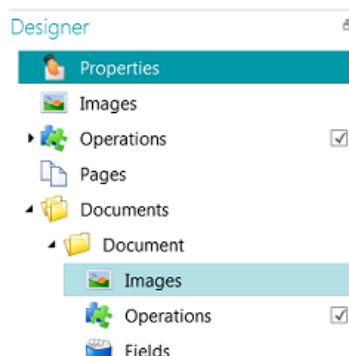 Designer
Properties
Images
Operations
Pages
Documents
Document
Images
Operations
Fields